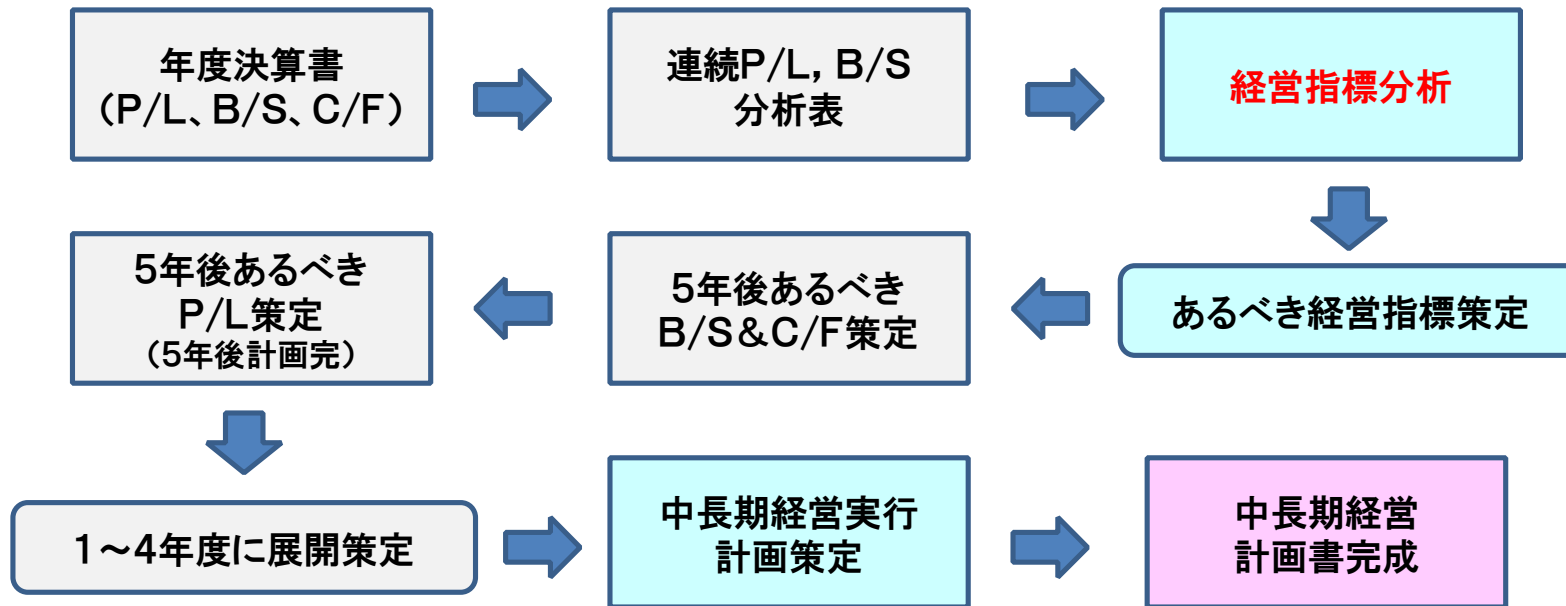 年度決算書
（P/L、B/S、C/F）
連続P/L, B/S
分析表
経営指標分析
あるべき経営指標策定
5年後あるべき
B/S＆C/F策定
5年後あるべき
P/L策定
（5年後計画完）
1～4年度に展開策定
中長期経営実行
計画策定
中長期経営
計画書完成